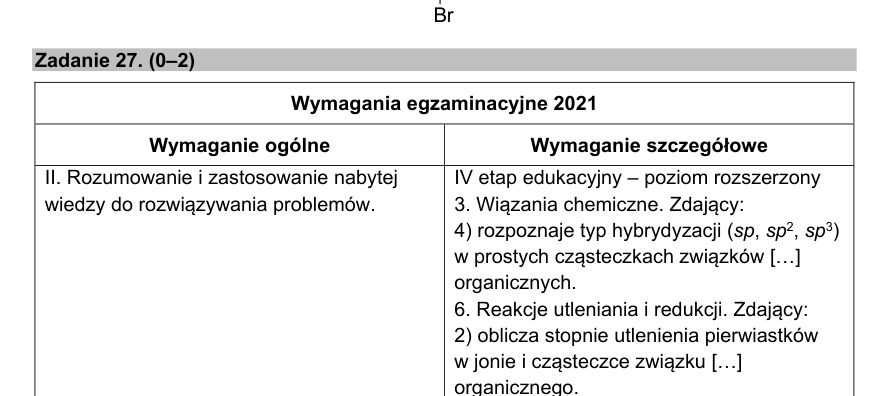 Br
Zadanie 27. (0–2)
Wymagania egzaminacyjne 2021
Wymaganie ogólne
Wymaganie szczegółowe
II. Rozumowanie i zastosowanie nabytej
wiedzy do rozwiązywania problemów.
IV etap edukacyjny – poziom rozszerzony
3. Wiązania chemiczne. Zdający:
4) rozpoznaje typ hybrydyzacji (sp, sp², sp³)
w prostych cząsteczkach związków […]
organicznych.
6. Reakcje utleniania i redukcji. Zdający:
2) oblicza stopnie utlenienia pierwiastków
w jonie i cząsteczce związku […]
organicznego.